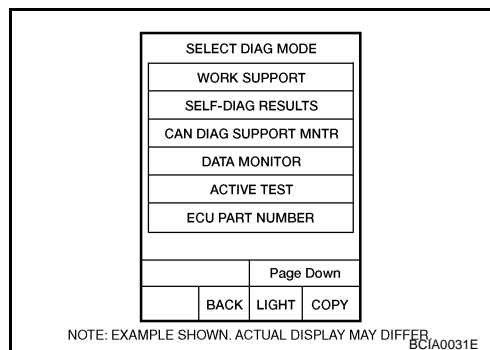 SELECT DIAG MODE
WORK SUPPORT
SELF-DIAG RESULTS
CAN DIAG SUPPORT MNTR
DATA MONITOR
ACTIVE TEST
ECU PART NUMBER
Page Down
BACK LIGHT COPY
NOTE: EXAMPLE SHOWN. ACTUAL DISPLAY MAY DIFFER.
BCIA0031E